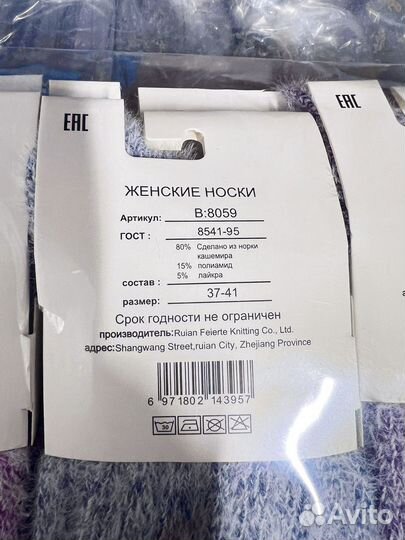 EAC
EAC
ЖЕНСКИЕ НОСКИ
Артикул: B:8059
ГОСТ : 8541-95
80% Сделано из норки
кашемира
15% полиамид
5% лайкра
состав :
размер: 37-41
Срок годности не ограничен
производитель:Ruian Feierte Knitting Co., Ltd.
адрес:Shangwang Street,ruian City, Zhejiang Province
6 971802 143957
30
Avito